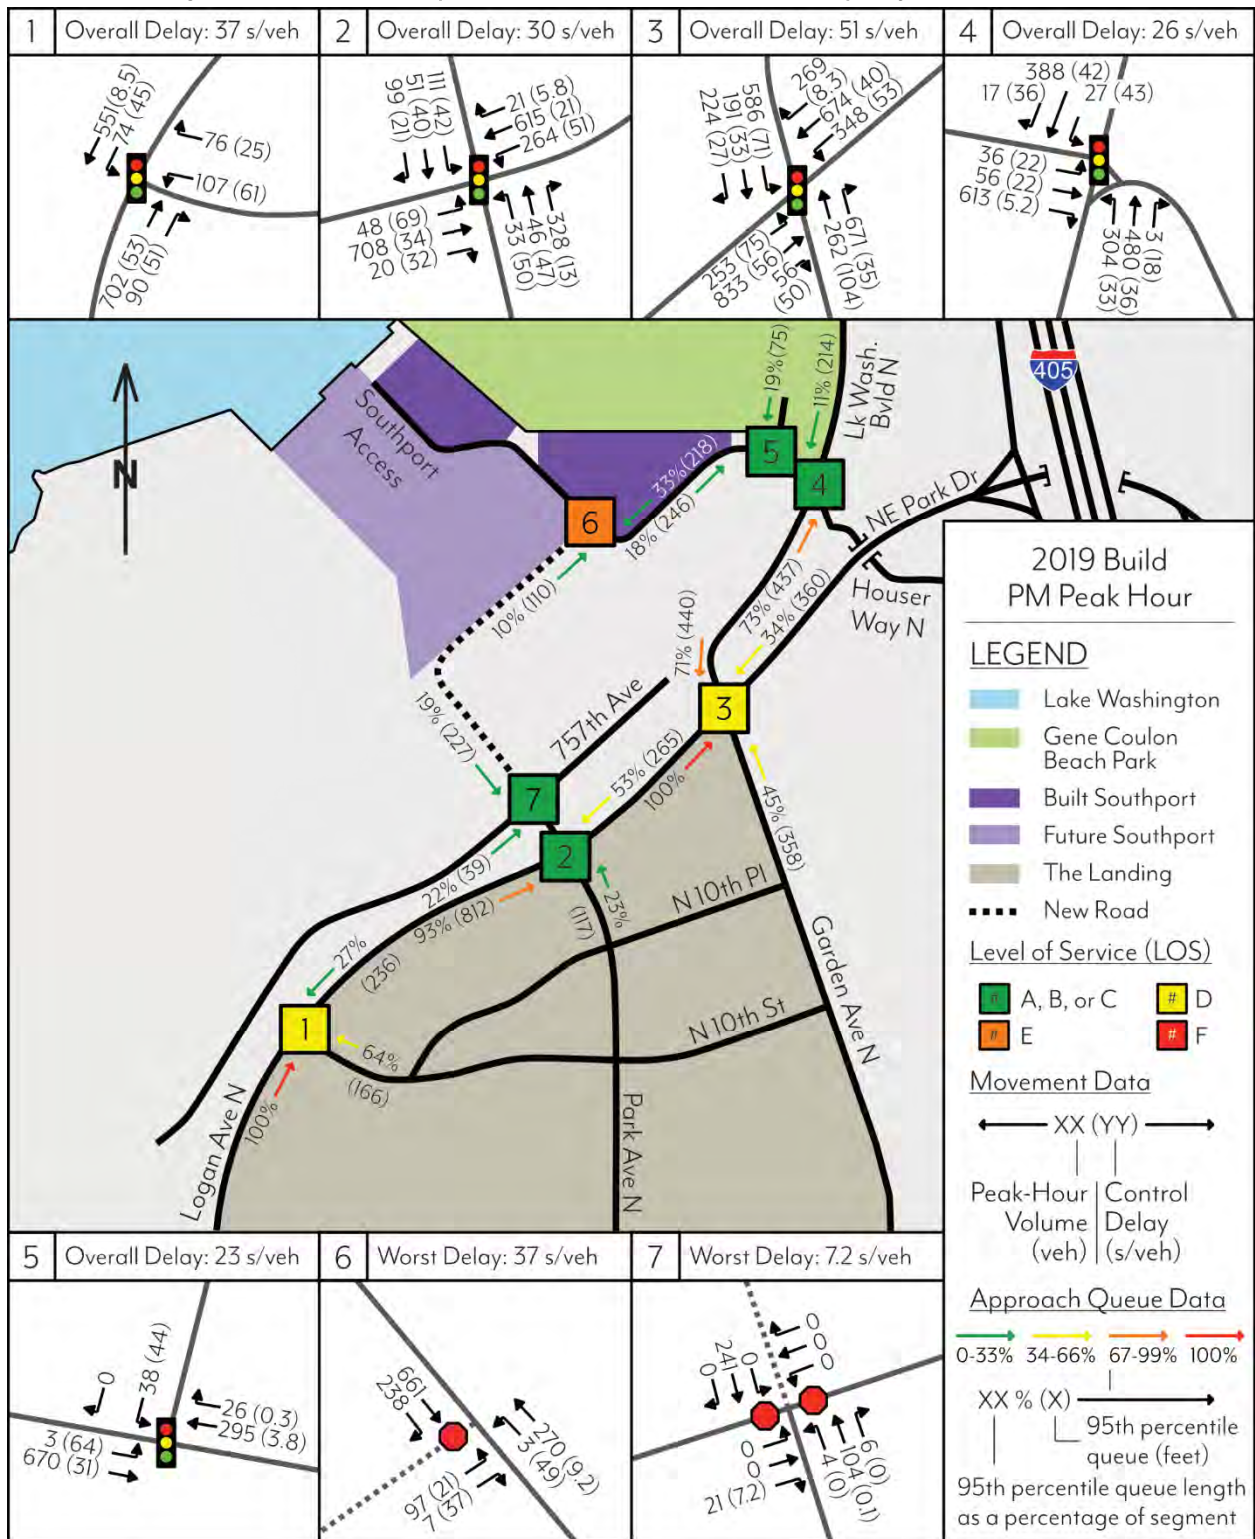 1 Overall Delay: 37 s/veh
551(8.5)
674 (45)
76 (25)
107 (61)
702 (53)
90 (51)
2 Overall Delay: 30 s/veh
99 (21)
51 (40)
111 (42)
21 (5.8)
615 (21)
264 (51)
48 (69)
708 (34)
20 (32)
33 (50)
46 (47)
328 (13)
3 Overall Delay: 51 s/veh
224 (27)
191 (33)
586 (71)
269 (8.3)
674 (40)
348 (53)
253 (75)
833 (56)
56 (50)
262 (104)
671 (35)
4 Overall Delay: 26 s/veh
388 (42)
17 (36)
27 (43)
36 (22)
56 (22)
613 (5.2)
304 (33)
480 (36)
3 (18)
N
Southport
Access
19%(75)
11% (214)
Lk Wash.
Bvld N
405
5
4
33%(218)
18% (246)
6
NE Park Dr
Houser
Way N
10% (110)
73% (437)
34% (360)
71% (440)
3
19% (227)
757th Ave
53% (265)
100%
45% (358)
7
2
22% (39)
93% (812)
23%
(117)
N 10th Pl
27%
(236)
1
64%
(166)
N 10th St
Garden Ave N
100%
Logan Ave N
Park Ave N
2019 Build
PM Peak Hour
LEGEND
Lake Washington
Gene Coulon
Beach Park
Built Southport
Future Southport
The Landing
New Road
Level of Service (LOS)
# A, B, or C
# D
# E
# F
Movement Data
XX (YY)
Peak-Hour
Volume
(veh)
Control
Delay
(s/veh)
Approach Queue Data
0-33% 34-66% 67-99% 100%
XX % (X)
95th percentile
queue (feet)
95th percentile queue length
as a percentage of segment
5 Overall Delay: 23 s/veh
0
38 (44)
26 (0.3)
295 (3.8)
3 (64)
670 (31)
6 Worst Delay: 37 s/veh
661
238
270 (9.2)
3 (49)
97 (21)
7 (37)
7 Worst Delay: 7.2 s/veh
0
241
0
0
0
0
0
0
21 (7.2)
4 (0)
104 (0.1)
6 (0)